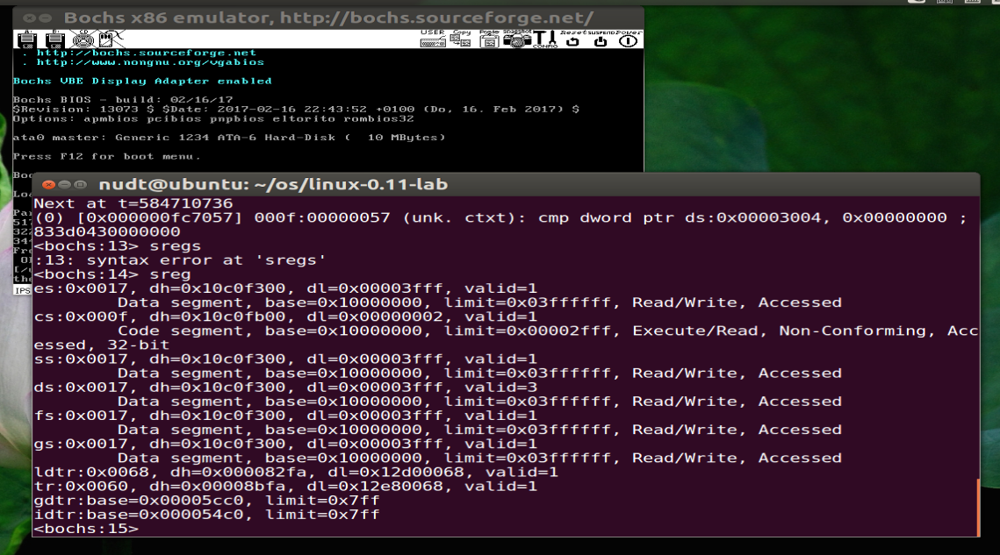 Bochs x86 emulator, http://bochs.sourceforge.net/
A: B: CD USER Copy Paste Snapshot CONFIG Reset SUSPEND Power
. http://bochs.sourceforge.net
. http://www.nongnu.org/vgabios
Bochs VBE Display Adapter enabled
Bochs BIOS - build: 02/16/17
$Revision: 13073 $ $Date: 2017-02-16 22:43:52 +0100 (Do, 16. Feb 2017) $
Options: apmbios pcibios pnpbios eltorito rombios32
ata0 master: Generic 1234 ATA-6 Hard-Disk (  10 MBytes)
Press F12 for boot menu.
Boo
IPS
nudt@ubuntu: ~/os/linux-0.11-lab
Next at t=584710736
(0) [0x000000fc7057] 000f:00000057 (unk. ctxt): cmp dword ptr ds:0x00003004, 0x00000000 ;
833d0430000000
<bochs:13> sregs
:13: syntax error at 'sregs'
<bochs:14> sreg
es:0x0017, dh=0x10c0f300, dl=0x00003fff, valid=1
Data segment, base=0x10000000, limit=0x03ffffff, Read/Write, Accessed
cs:0x000f, dh=0x10c0fb00, dl=0x00000002, valid=1
Code segment, base=0x10000000, limit=0x00002fff, Execute/Read, Non-Conforming, Acc
essed, 32-bit
ss:0x0017, dh=0x10c0f300, dl=0x00003fff, valid=1
Data segment, base=0x10000000, limit=0x03ffffff, Read/Write, Accessed
ds:0x0017, dh=0x10c0f300, dl=0x00003fff, valid=3
Data segment, base=0x10000000, limit=0x03ffffff, Read/Write, Accessed
fs:0x0017, dh=0x10c0f300, dl=0x00003fff, valid=1
Data segment, base=0x10000000, limit=0x03ffffff, Read/Write, Accessed
gs:0x0017, dh=0x10c0f300, dl=0x00003fff, valid=1
Data segment, base=0x10000000, limit=0x03ffffff, Read/Write, Accessed
ldtr:0x0068, dh=0x000082fa, dl=0x12d00068, valid=1
tr:0x0060, dh=0x00008bfa, dl=0x12e80068, valid=1
gdtr:base=0x00005cc0, limit=0x7ff
idtr:base=0x000054c0, limit=0x7ff
<bochs:15>